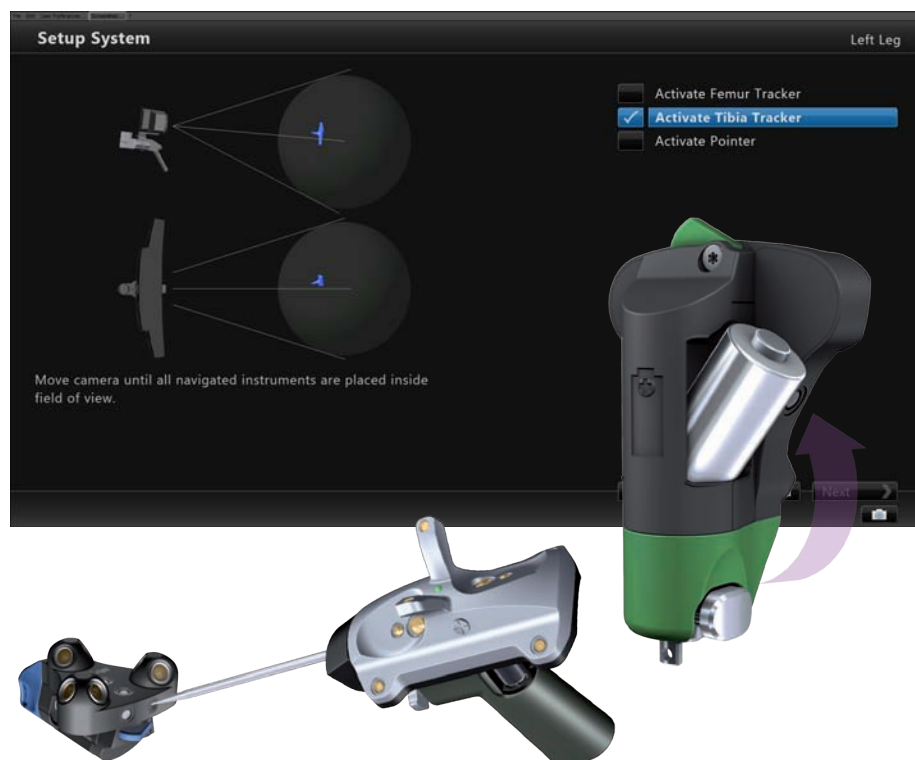 Setup System
Left Leg
Activate Femur Tracker
Activate Tibia Tracker
Activate Pointer
Move camera until all navigated instruments are placed inside
field of view.
Next